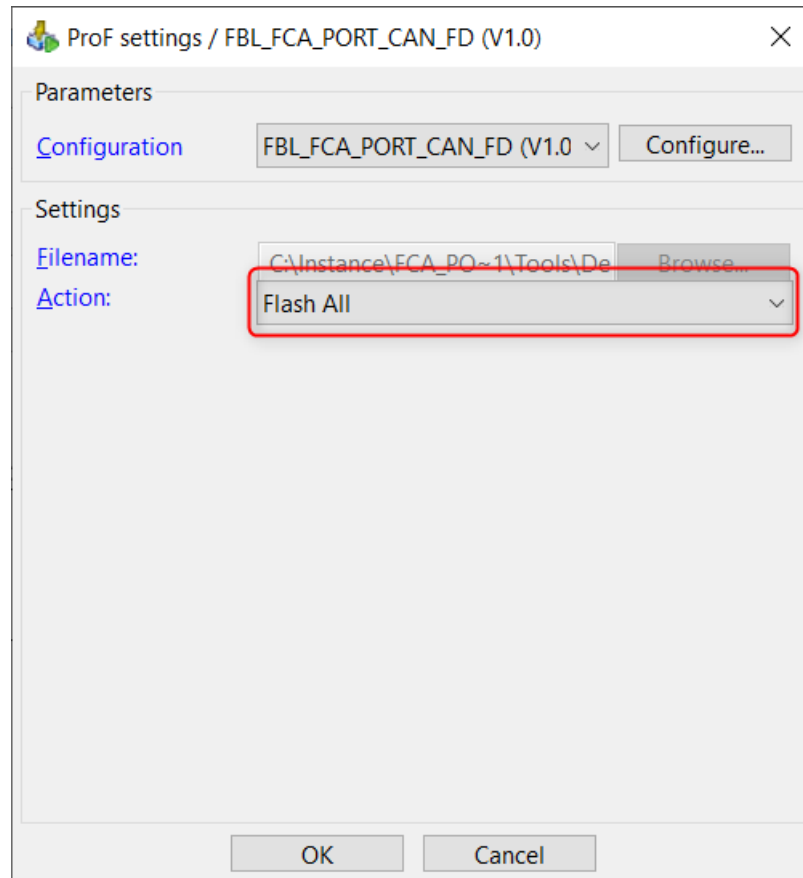 ProF settings / FBL_FCA_PORT_CAN_FD (V1.0)
Parameters
Configuration FBL_FCA_PORT_CAN_FD (V1.0 Configure...
Settings
Filename: C:\Instance\FCA_PO~1\Tools\De Browse...
Action: Flash All
OK Cancel